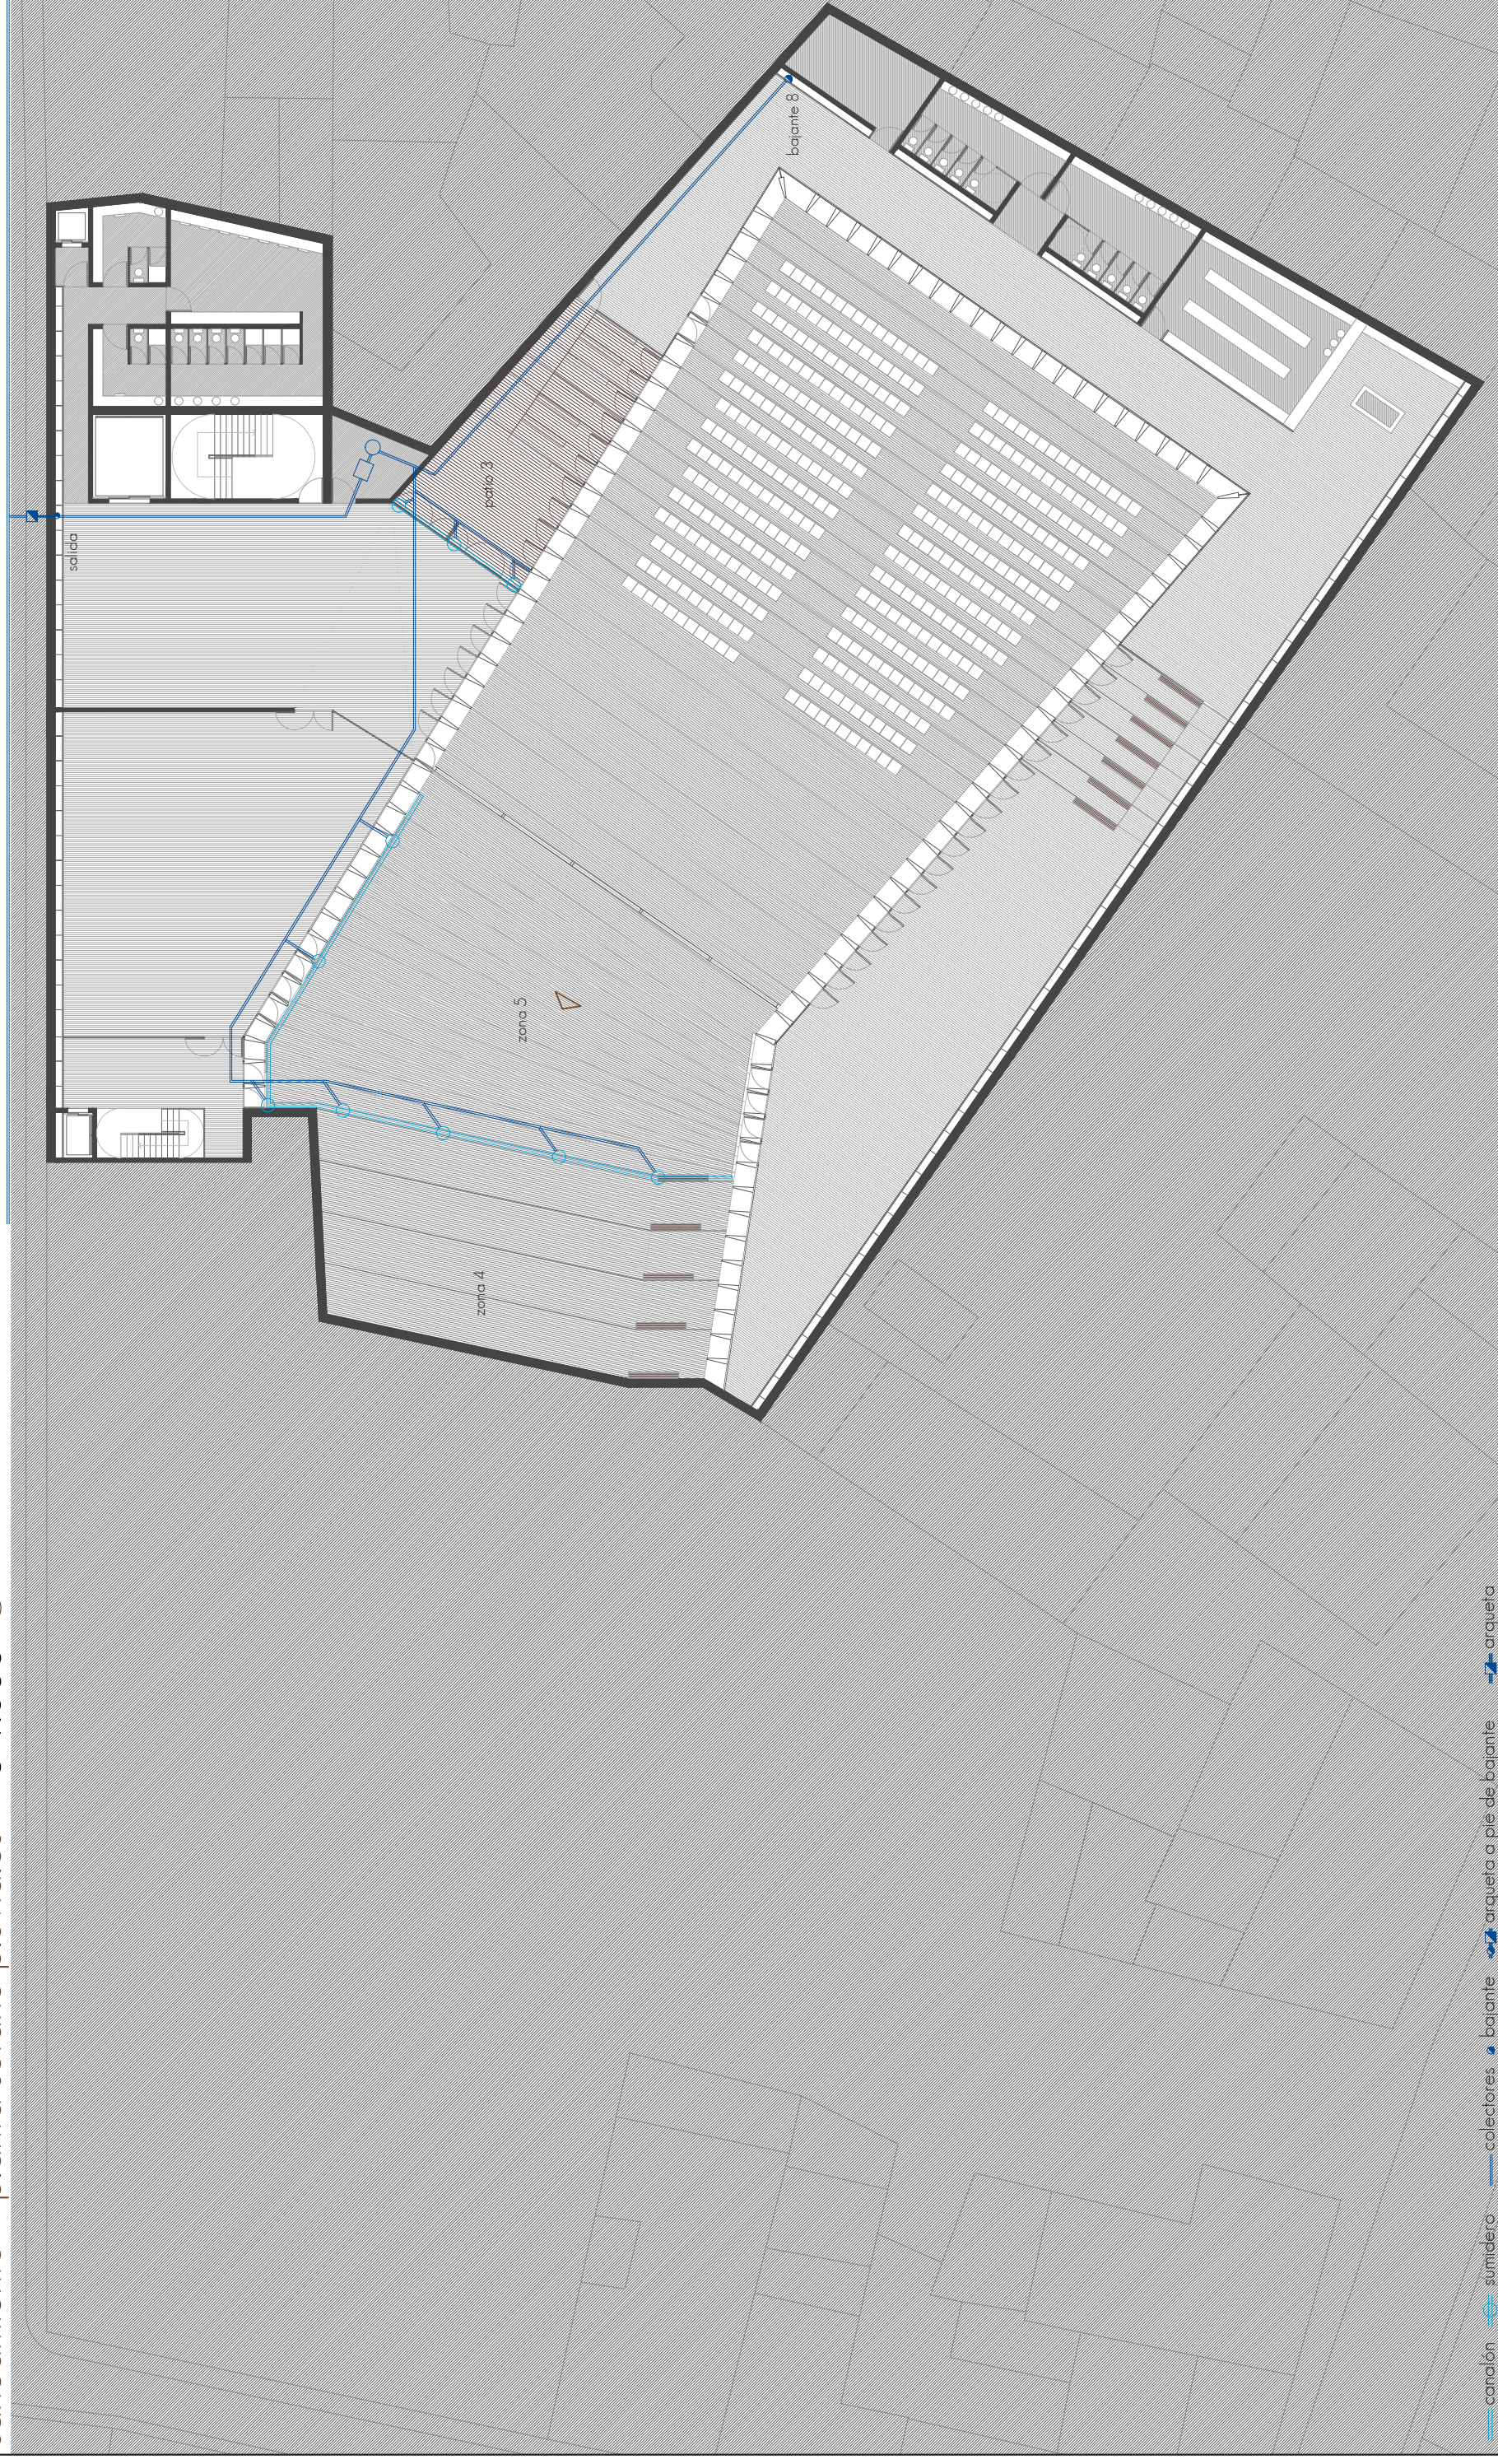 salida
bajante 8
patio 3
zona 5
zona 4
canalón
sumidero
colectores
bajante
arqueta a pie de bajante
arqueta